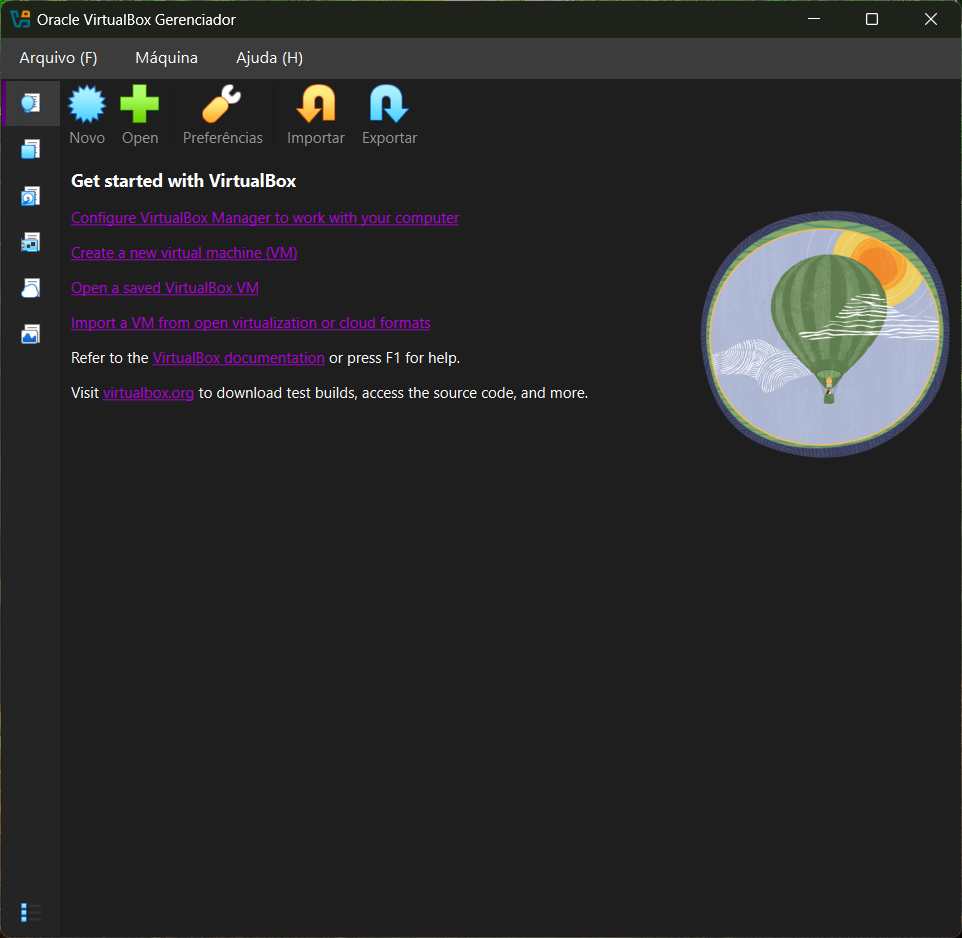 Oracle VirtualBox Gerenciador
Arquivo (F) Máquina Ajuda (H)
Novo Open Preferências Importar Exportar
Get started with VirtualBox
Configure VirtualBox Manager to work with your computer
Create a new virtual machine (VM)
Open a saved VirtualBox VM
Import a VM from open virtualization or cloud formats
Refer to the VirtualBox documentation or press F1 for help.
Visit virtualbox.org to download test builds, access the source code, and more.